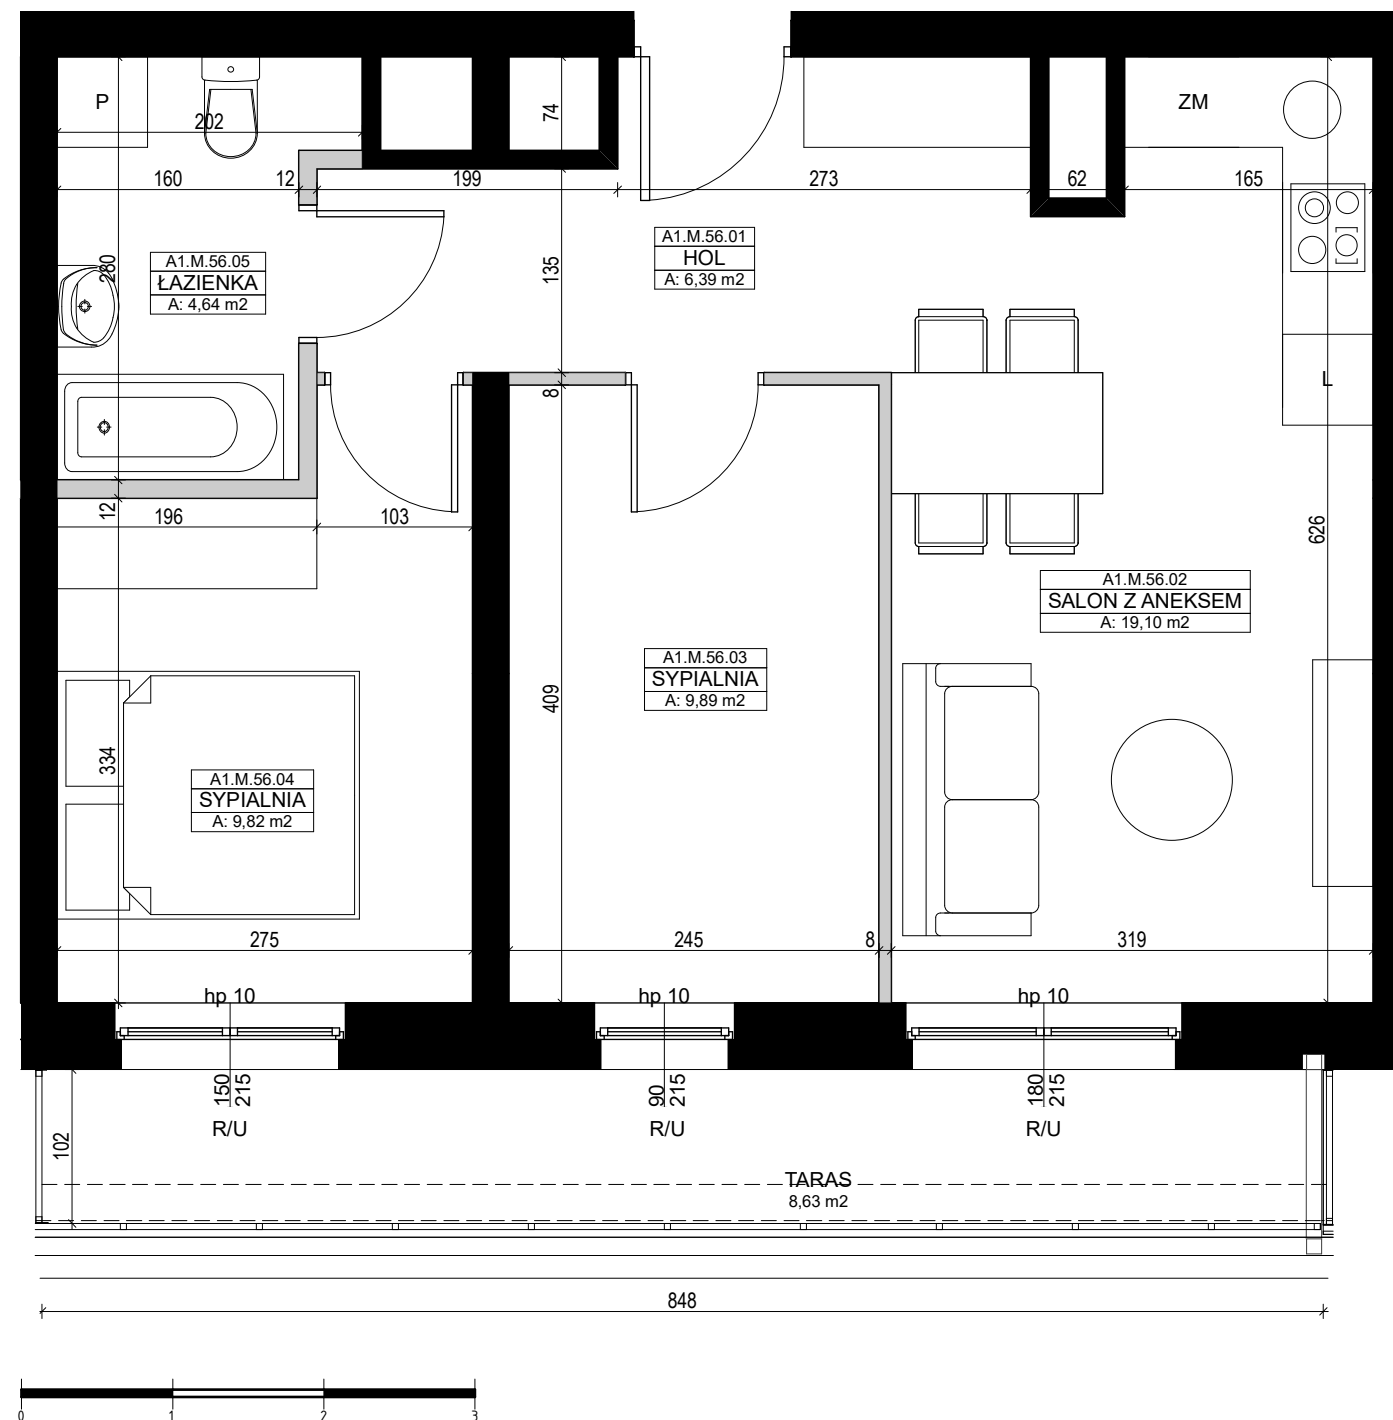 P
202
74
ZM
160
12
199
273
62
165
A1.M.56.01
HOL
A: 6,39 m2
A1.M.56.05
ŁAZIENKA
A: 4,64 m2
280
135
8
L
12
196
103
626
A1.M.56.02
SALON Z ANEKSEM
A: 19,10 m2
A1.M.56.03
SYPIALNIA
A: 9,89 m2
409
334
A1.M.56.04
SYPIALNIA
A: 9,82 m2
275
245
8
319
hp 10
hp 10
hp 10
150
215
90
215
180
215
R/U
R/U
R/U
102
TARAS
8,63 m2
848
0 1 2 3